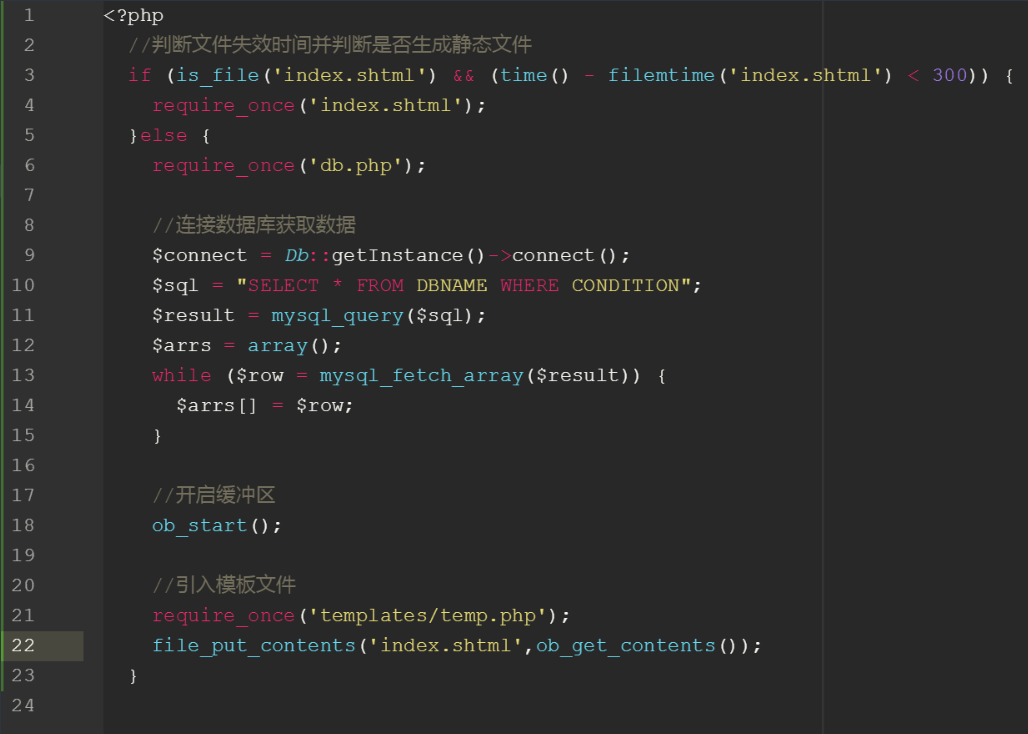 1 <?php
2 //判断文件失效时间并判断是否生成静态文件
3 if (is_file('index.shtml') && (time() - filemtime('index.shtml') < 300)) {
4 require_once('index.shtml');
5 }else {
6 require_once('db.php');
7
8 //连接数据库获取数据
9 $connect = Db::getInstance()->connect();
10 $sql = "SELECT * FROM DBNAME WHERE CONDITION";
11 $result = mysql_query($sql);
12 $arrs = array();
13 while ($row = mysql_fetch_array($result)) {
14 $arrs[] = $row;
15 }
16
17 //开启缓冲区
18 ob_start();
19
20 //引入模板文件
21 require_once('templates/temp.php');
22 file_put_contents('index.shtml',ob_get_contents());
23 }
24